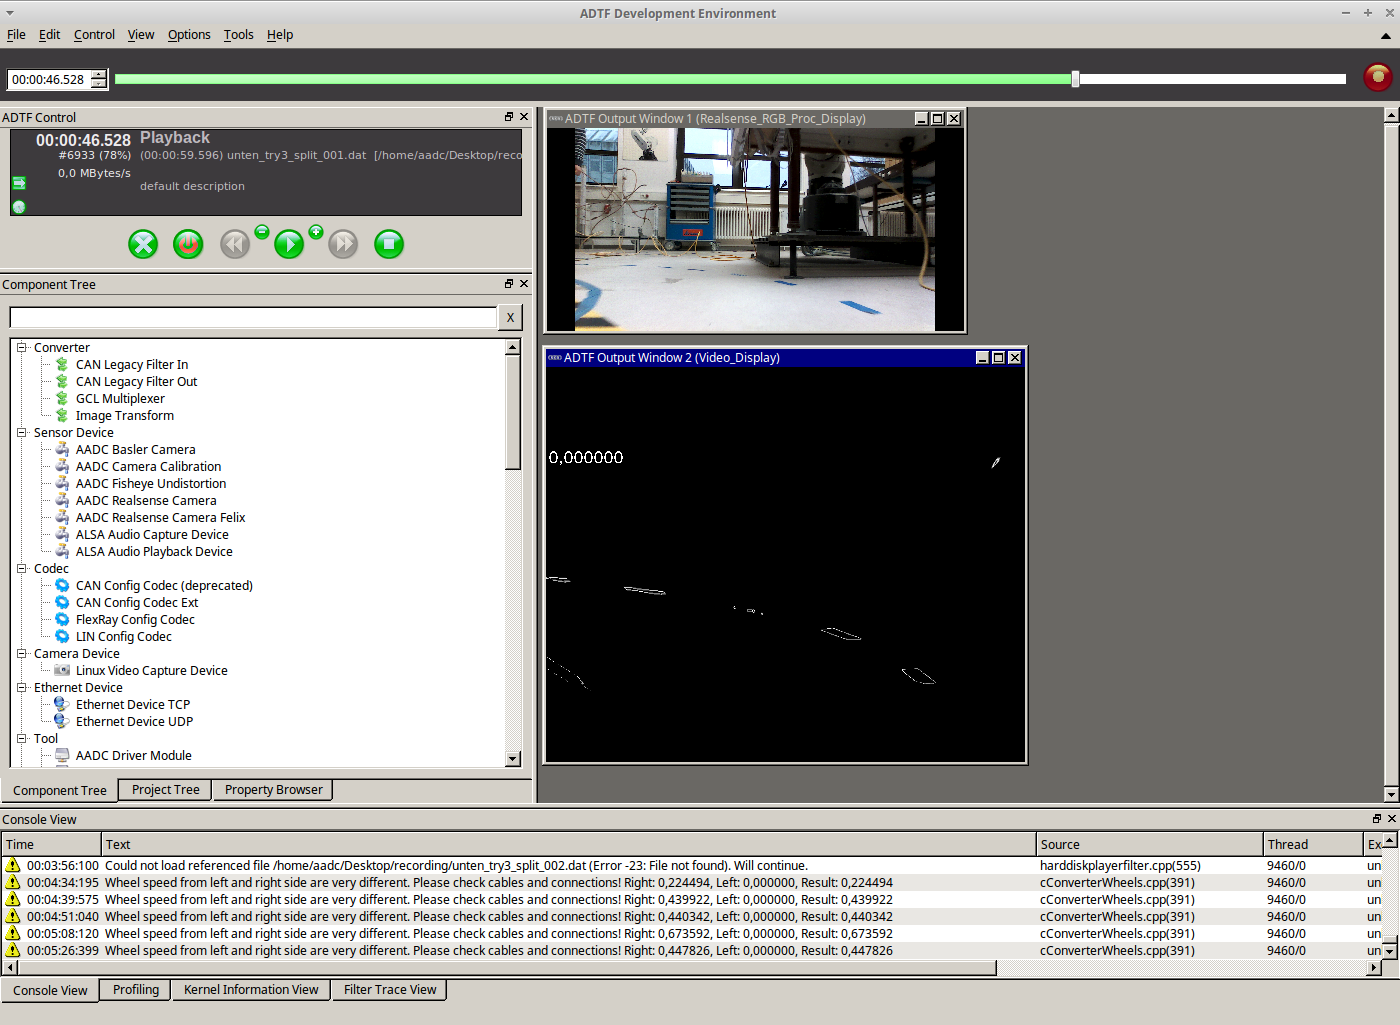 ADTF Development Environment
File Edit Control View Options Tools Help
00:00:46.528
ADTF Control
00:00:46.528 Playback
#6933 (78%) (00:00:59.596) unten_try3_split_001.dat [/home/aadc/Desktop/reco
0,0 MBytes/s
default description
Component Tree
X
Converter
CAN Legacy Filter In
CAN Legacy Filter Out
GCL Multiplexer
Image Transform
Sensor Device
AADC Basler Camera
AADC Camera Calibration
AADC Fisheye Undistortion
AADC Realsense Camera
AADC Realsense Camera Felix
ALSA Audio Capture Device
ALSA Audio Playback Device
Codec
CAN Config Codec (deprecated)
CAN Config Codec Ext
FlexRay Config Codec
LIN Config Codec
Camera Device
Linux Video Capture Device
Ethernet Device
Ethernet Device TCP
Ethernet Device UDP
Tool
AADC Driver Module
Component Tree Project Tree Property Browser
ADTF Output Window 1 (Realsense_RGB_Proc_Display)
ADTF Output Window 2 (Video_Display)
0,000000
Console View
Time Text Source Thread Ex
00:03:56:100 Could not load referenced file /home/aadc/Desktop/recording/unten_try3_split_002.dat (Error -23: File not found). Will continue. harddiskplayerfilter.cpp(555) 9460/0 un
00:04:34:195 Wheel speed from left and right side are very different. Please check cables and connections! Right: 0,224494, Left: 0,000000, Result: 0,224494 cConverterWheels.cpp(391) 9460/0 un
00:04:39:575 Wheel speed from left and right side are very different. Please check cables and connections! Right: 0,439922, Left: 0,000000, Result: 0,439922 cConverterWheels.cpp(391) 9460/0 un
00:04:51:040 Wheel speed from left and right side are very different. Please check cables and connections! Right: 0,440342, Left: 0,000000, Result: 0,440342 cConverterWheels.cpp(391) 9460/0 un
00:05:08:120 Wheel speed from left and right side are very different. Please check cables and connections! Right: 0,673592, Left: 0,000000, Result: 0,673592 cConverterWheels.cpp(391) 9460/0 un
00:05:26:399 Wheel speed from left and right side are very different. Please check cables and connections! Right: 0,447826, Left: 0,000000, Result: 0,447826 cConverterWheels.cpp(391) 9460/0 un
Console View Profiling Kernel Information View Filter Trace View